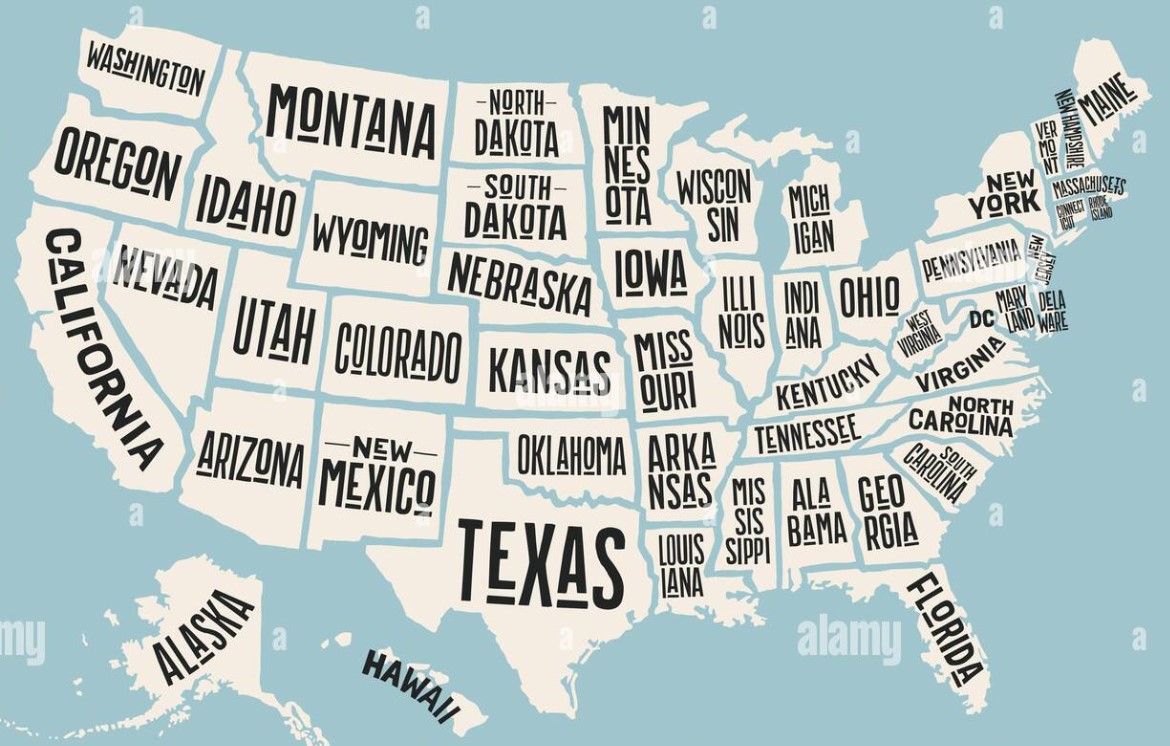 WASHINGTON
MONTANA
-NORTH-
DAKOTA
MIN
NES
OTA
MAINE
NEW HAMPSHIRE
VER
MO
NT
OREGON
IDAHO
WYOMING
-SOUTH-
DAKOTA
WISCON
SIN
MICH
IGAN
NEW
YORK
MASSACHUSETS
CONNECT
ICUT
RHODE
ISLAND
CALIFORNIA
NEVADA
UTAH
COLORADO
NEBRASKA
IOWA
ILLI
NOIS
INDI
ANA
OHIO
PENNSYLVANIA
NEW
JERSEY
MARY
LAND
DELA
WARE
DC
WEST
VIRGINIA
VIRGINIA
KANSAS
MISS
OURI
KENTUCKY
NORTH
CAROLINA
TENNESSEE
ARIZONA
-NEW-
MEXICO
OKLAHOMA
ARKA
NSAS
SOUTH
CAROLINA
MIS
SIS
SIPPI
ALA
BAMA
GEO
RGIA
TEXAS
LOUIS
IANA
FLORIDA
ALASKA
HAWAII
alamy
alamy
alamy
alamy
my
a
a
a
a
a
a
a
a
a
a
a